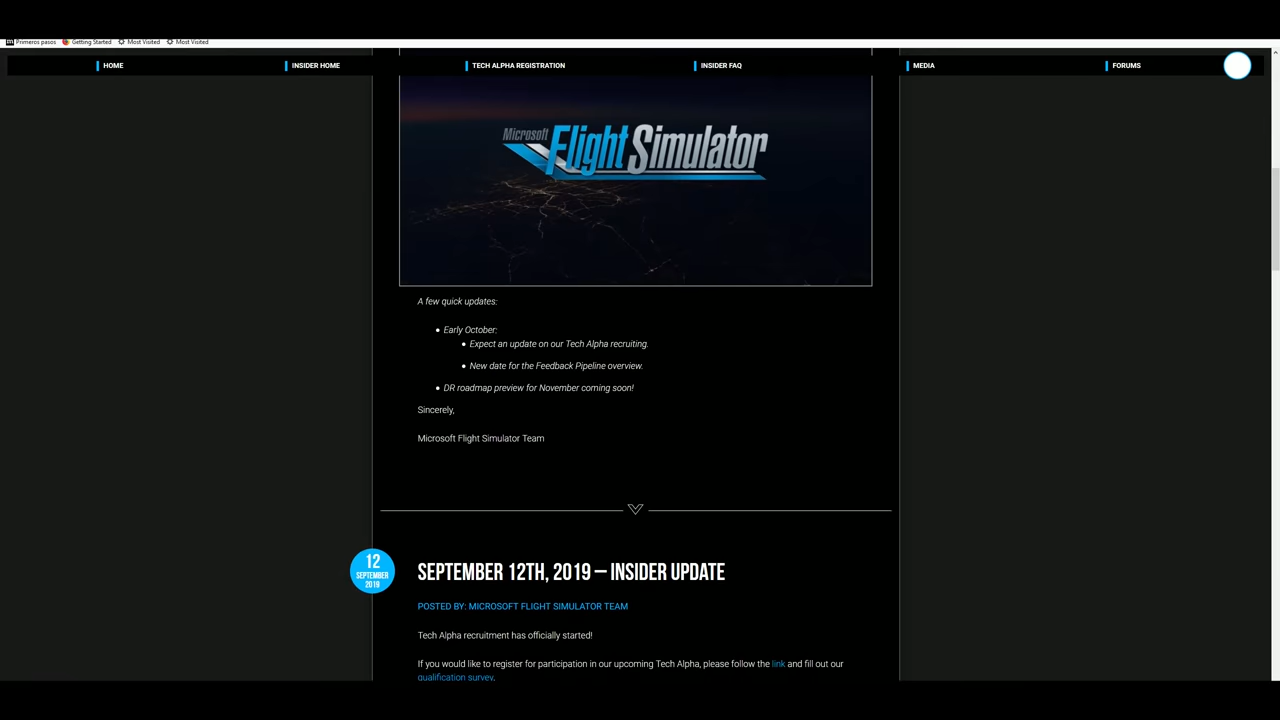 Primeros pasos Getting Started Most Visited Most Visited
HOME INSIDER HOME TECH ALPHA REGISTRATION INSIDER FAQ MEDIA FORUMS
Microsoft
Flight Simulator
A few quick updates:
Early October:
Expect an update on our Tech Alpha recruiting.
New date for the Feedback Pipeline overview.
DR roadmap preview for November coming soon!
Sincerely,
Microsoft Flight Simulator Team
12
SEPTEMBER
2019
SEPTEMBER 12TH, 2019 – INSIDER UPDATE
POSTED BY: MICROSOFT FLIGHT SIMULATOR TEAM
Tech Alpha recruitment has officially started!
If you would like to register for participation in our upcoming Tech Alpha, please follow the link and fill out our
qualification survey.